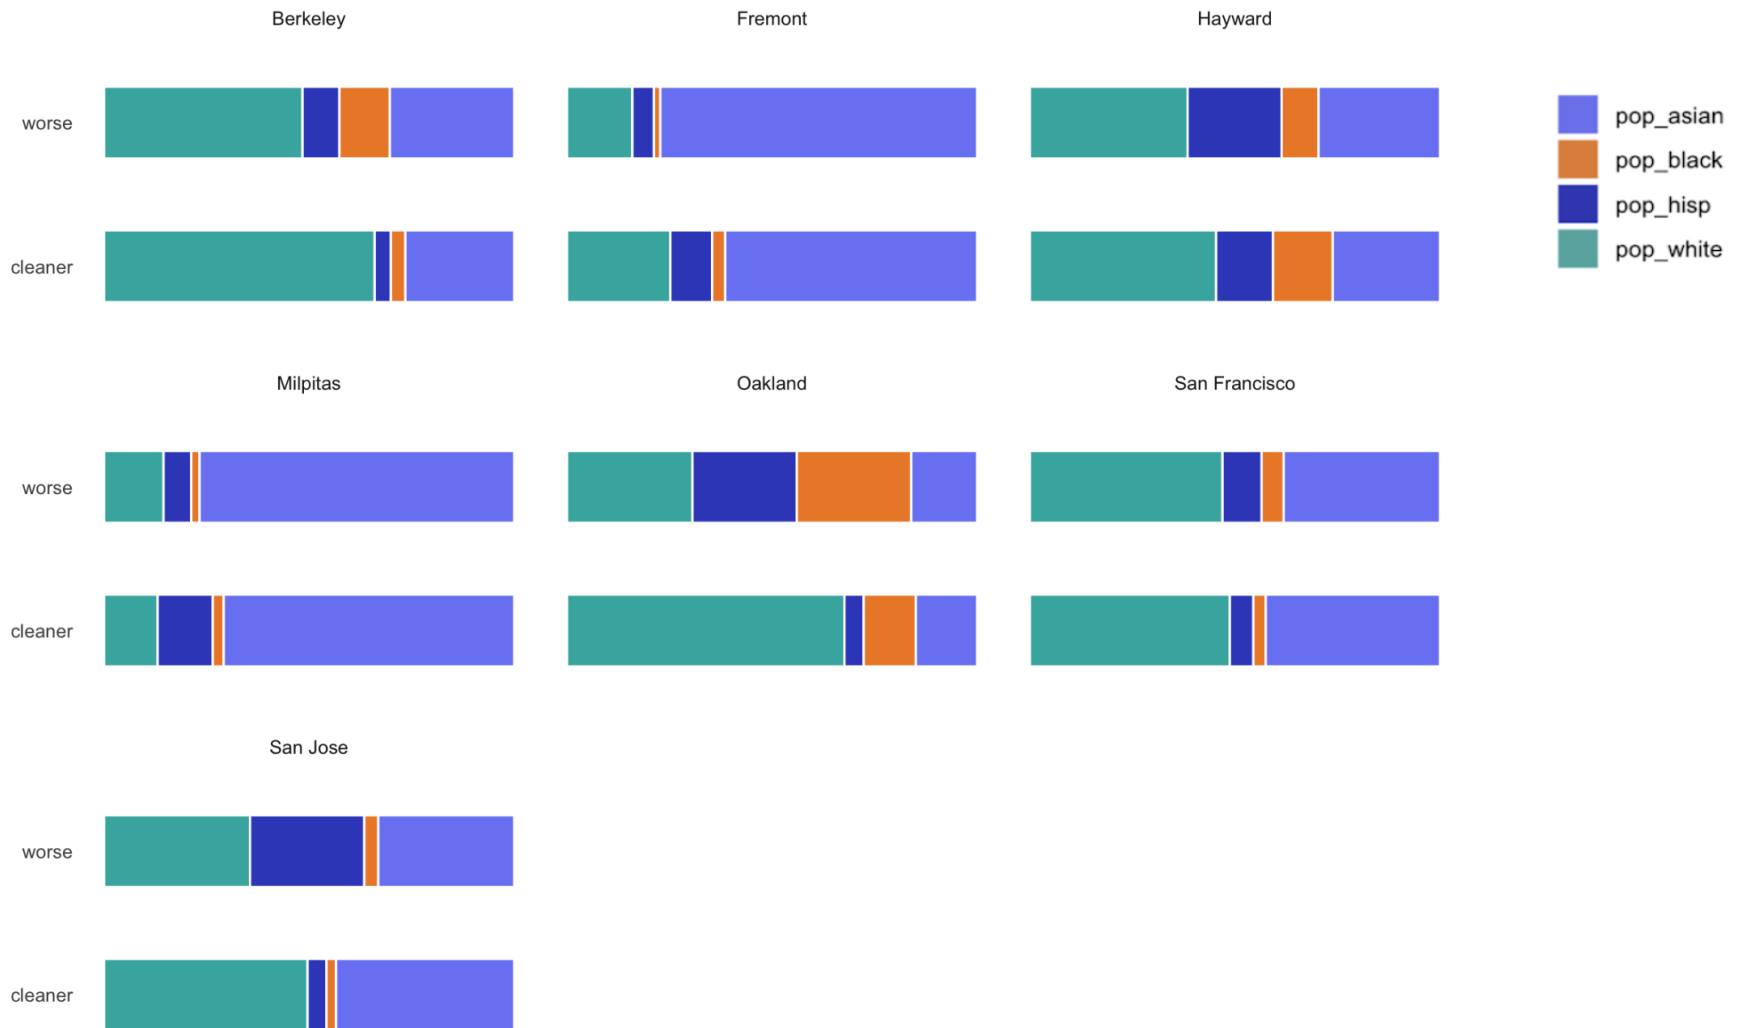 Berkeley
Fremont
Hayward
worse
cleaner
pop_asian
pop_black
pop_hisp
pop_white
Milpitas
Oakland
San Francisco
worse
cleaner
San Jose
worse
cleaner